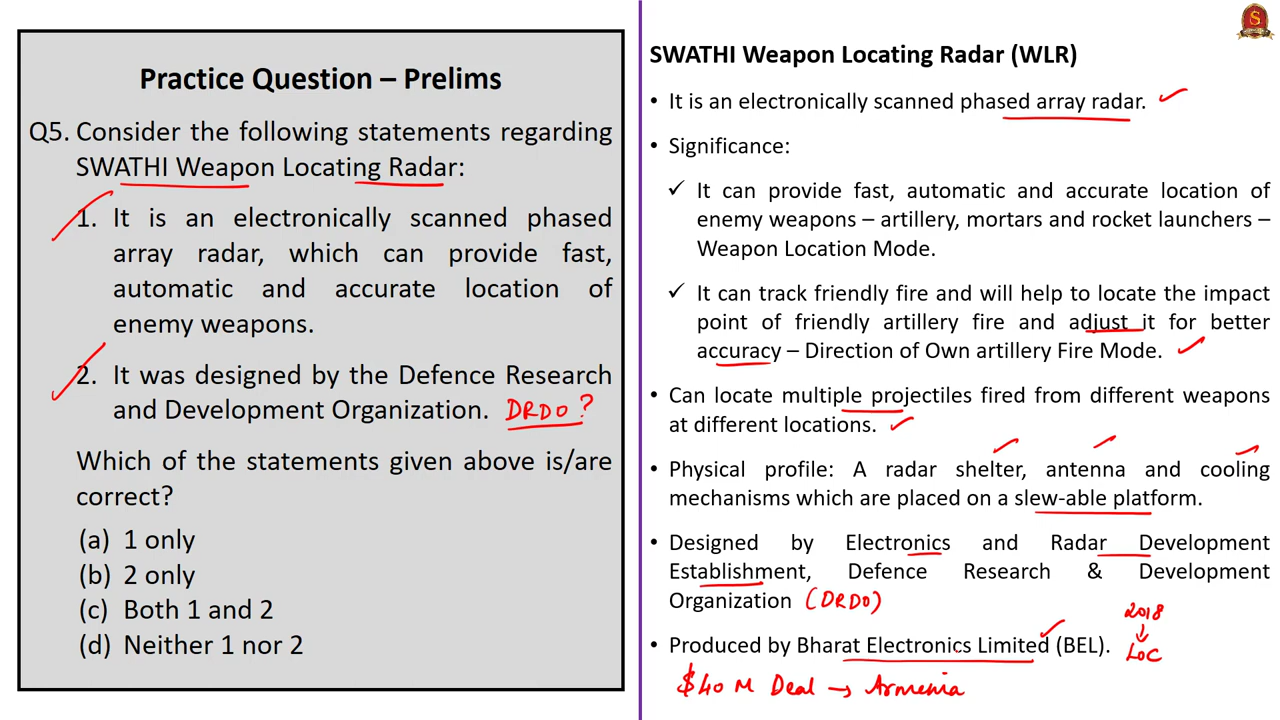 Practice Question – Prelims
Q5. Consider the following statements regarding
SWATHI Weapon Locating Radar:
1. It is an electronically scanned phased
array radar, which can provide fast,
automatic and accurate location of
enemy weapons.
2. It was designed by the Defence Research
and Development Organization. DRDO?
Which of the statements given above is/are
correct?
(a) 1 only
(b) 2 only
(c) Both 1 and 2
(d) Neither 1 nor 2
SWATHI Weapon Locating Radar (WLR)
• It is an electronically scanned phased array radar.
• Significance:
✓ It can provide fast, automatic and accurate location of
enemy weapons – artillery, mortars and rocket launchers –
Weapon Location Mode.
✓ It can track friendly fire and will help to locate the impact
point of friendly artillery fire and adjust it for better
accuracy – Direction of Own artillery Fire Mode.
• Can locate multiple projectiles fired from different weapons
at different locations.
• Physical profile: A radar shelter, antenna and cooling
mechanisms which are placed on a slew-able platform.
• Designed by Electronics and Radar Development
Establishment, Defence Research & Development
Organization (DRDO)
• Produced by Bharat Electronics Limited (BEL).
2018
LOC
$40 M Deal → Armenia